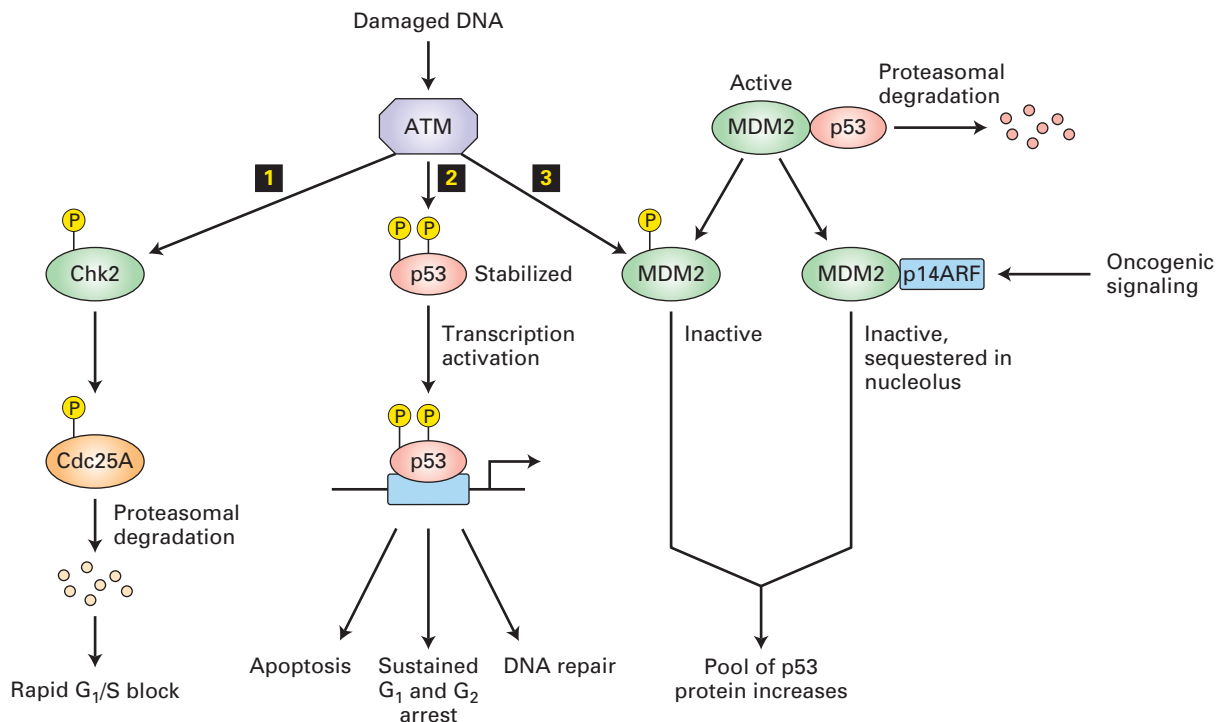 Damaged DNA
ATM
1
2
3
P
Chk2
P
Cdc25A
Proteasomal
degradation
Rapid G₁/S block
P P
p53
Stabilized
Transcription
activation
P P
p53
Apoptosis
Sustained
G₁ and G₂
arrest
DNA repair
Active
MDM2
p53
Proteasomal
degradation
P
MDM2
Inactive
MDM2
p14ARF
Oncogenic
signaling
Inactive,
sequestered in
nucleolus
Pool of p53
protein increases